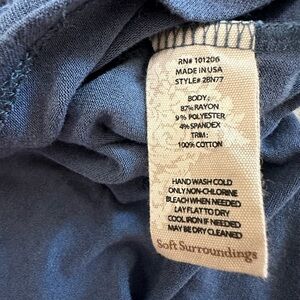 RN# 101206
MADE IN USA
STYLE# 2BN77
BODY:
87% RAYON
9% POLYESTER
4% SPANDEX
TRIM:
100% COTTON
HAND WASH COLD
ONLY NON-CHLORINE
BLEACH WHEN NEEDED
LAY FLAT TO DRY
COOL IRON IF NEEDED
MAY BE DRY CLEANED
Soft Surroundings